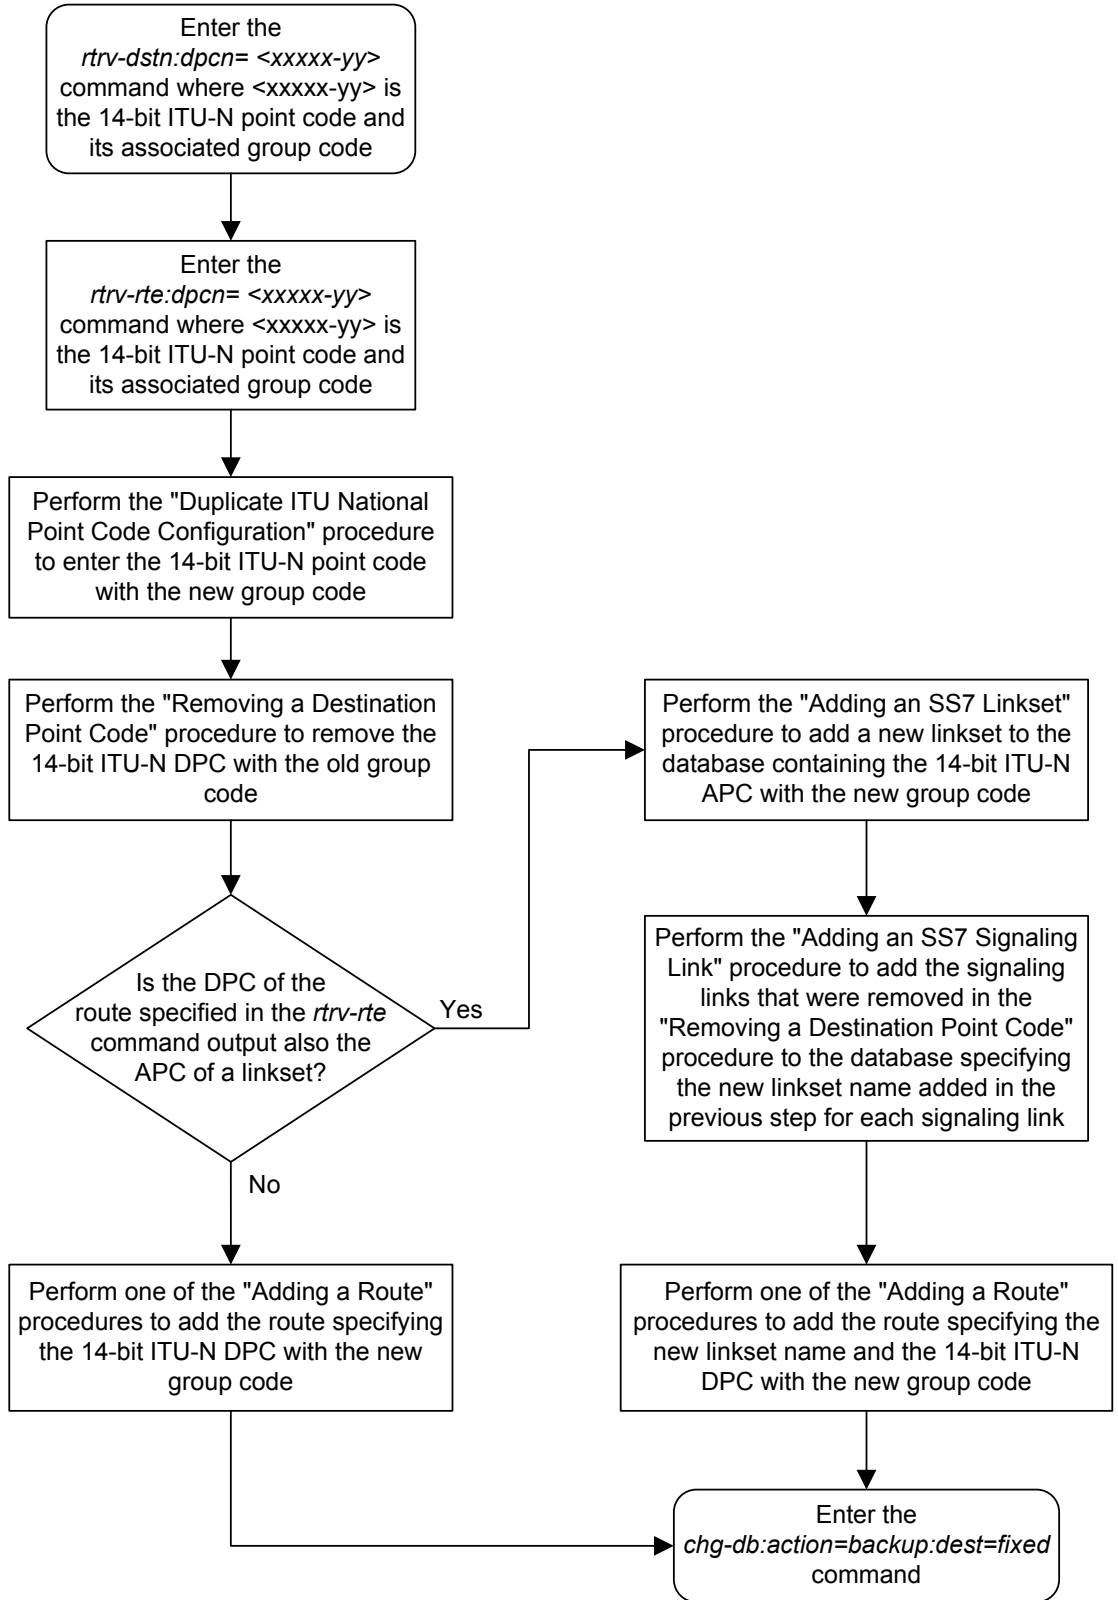 Enter the
rtrv-dstn:dpcn= <xxxxx-yy>
command where <xxxxx-yy> is
the 14-bit ITU-N point code and
its associated group code
Enter the
rtrv-rte:dpcn= <xxxxx-yy>
command where <xxxxx-yy> is
the 14-bit ITU-N point code and
its associated group code
Perform the "Duplicate ITU National
Point Code Configuration" procedure
to enter the 14-bit ITU-N point code
with the new group code
Perform the "Removing a Destination
Point Code" procedure to remove the
14-bit ITU-N DPC with the old group
code
Is the DPC of the
route specified in the rtrv-rte
command output also the
APC of a linkset?
Yes
No
Perform the "Adding an SS7 Linkset"
procedure to add a new linkset to the
database containing the 14-bit ITU-N
APC with the new group code
Perform the "Adding an SS7 Signaling
Link" procedure to add the signaling
links that were removed in the
"Removing a Destination Point Code"
procedure to the database specifying
the new linkset name added in the
previous step for each signaling link
Perform one of the "Adding a Route"
procedures to add the route specifying
the 14-bit ITU-N DPC with the new
group code
Perform one of the "Adding a Route"
procedures to add the route specifying the
new linkset name and the 14-bit ITU-N
DPC with the new group code
Enter the
chg-db:action=backup:dest=fixed
command